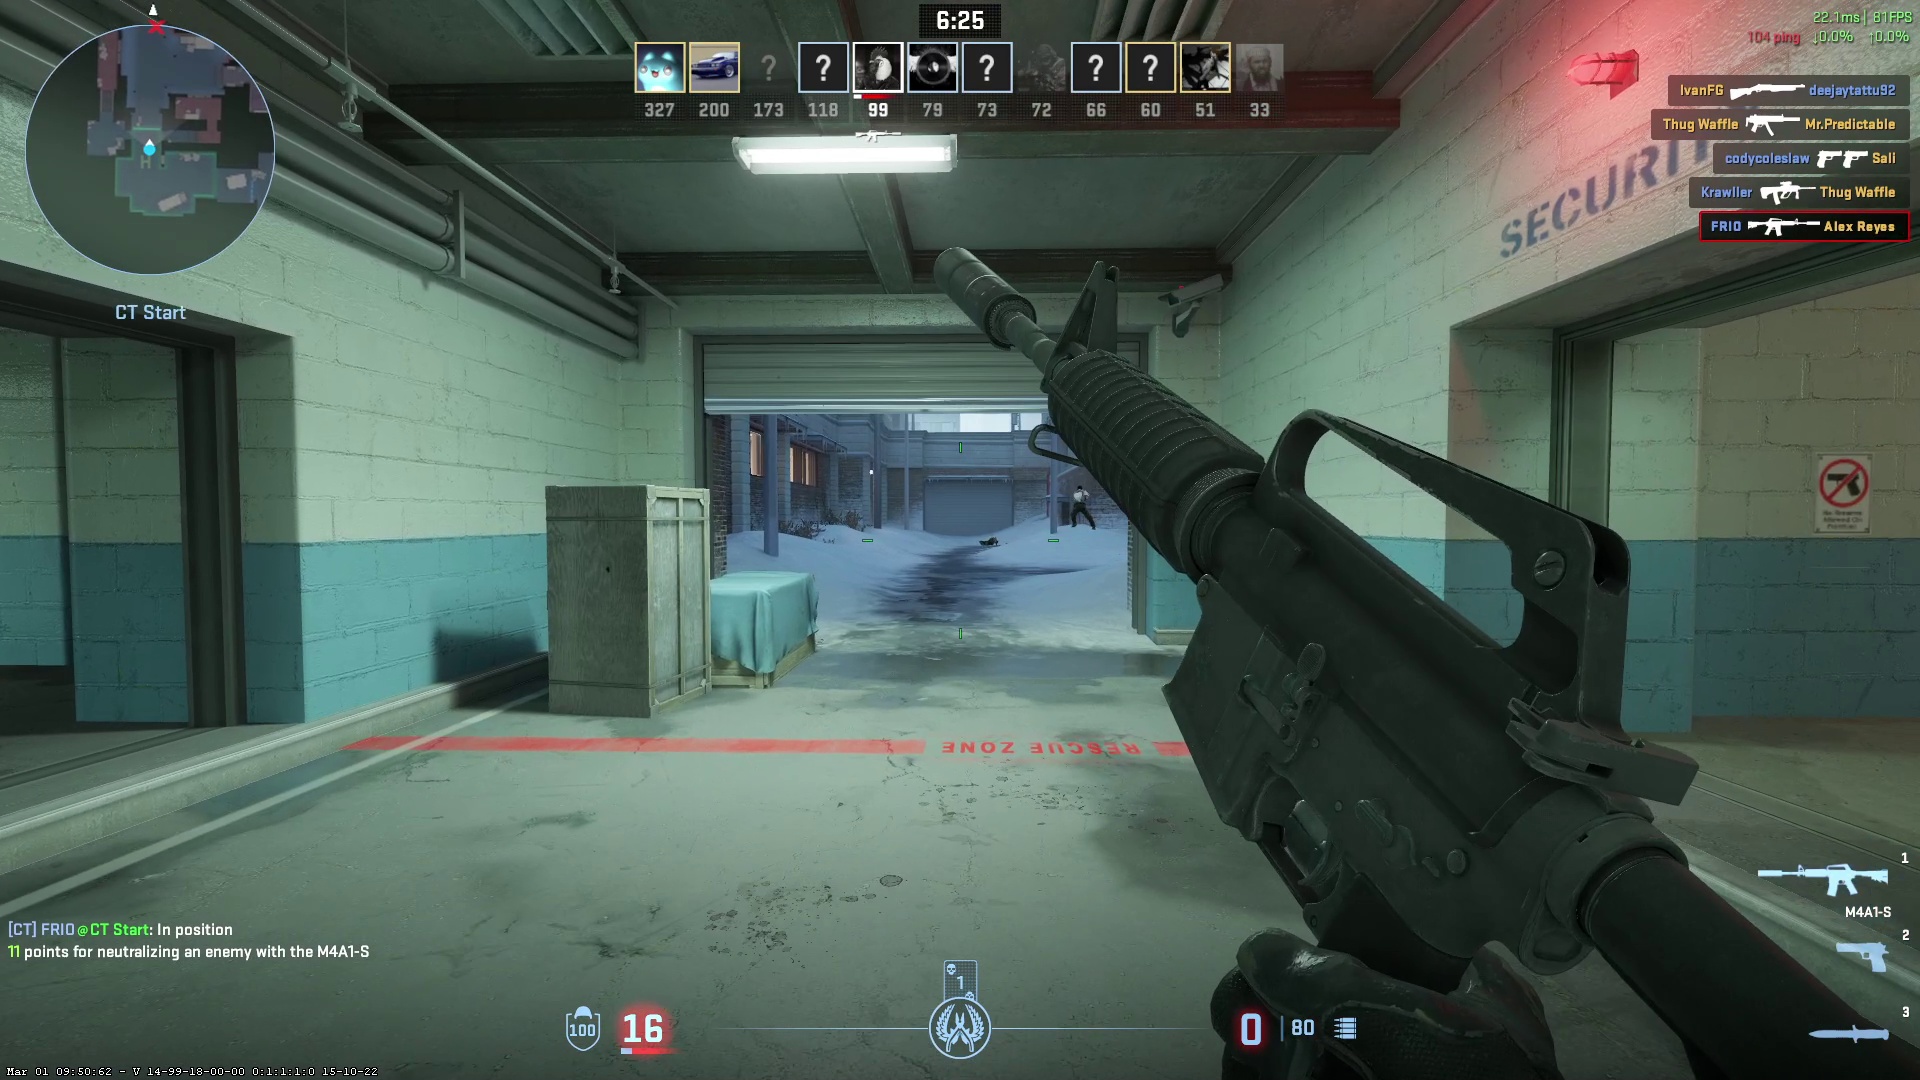 6:25
22.1ms | 81FPS
104 ping ↓0.0% ↑0.0%
? ? ? ? ?
327 200 173 118 99 79 73 72 66 60 51 33
IvanFG deejaytattu92
Thug Waffle Mr.Predictable
codycoleslaw Sali
Krawller Thug Waffle
FRIO Alex Reyes
SECURITY
CT Start
RESCUE ZONE
1
M4A1-S
2
3
[CT] FRIO@CT Start: In position
11 points for neutralizing an enemy with the M4A1-S
100 16
1
0 | 80
Mar 01 09:50:62 - V 14-99-18-00-00 0:1:1:1:0 15-10-22